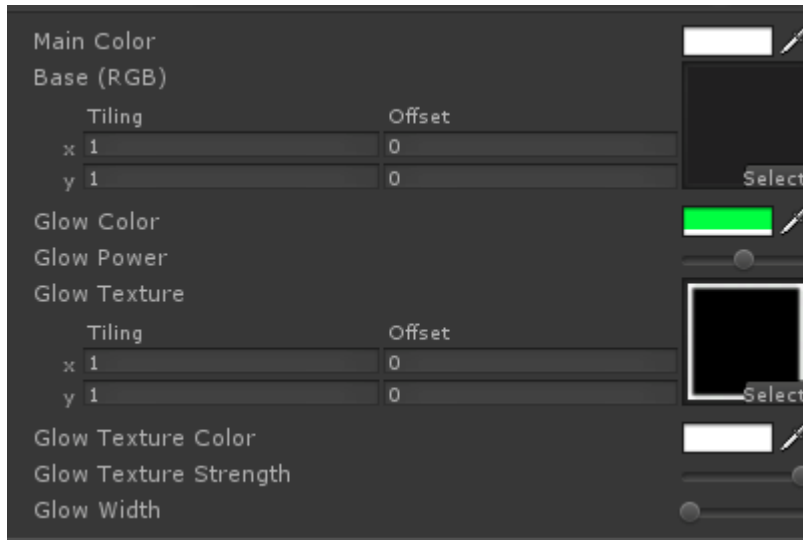 Main Color
Base (RGB)
Tiling Offset
x 1 0
y 1 0
Select
Glow Color
Glow Power
Glow Texture
Tiling Offset
x 1 0
y 1 0
Select
Glow Texture Color
Glow Texture Strength
Glow Width